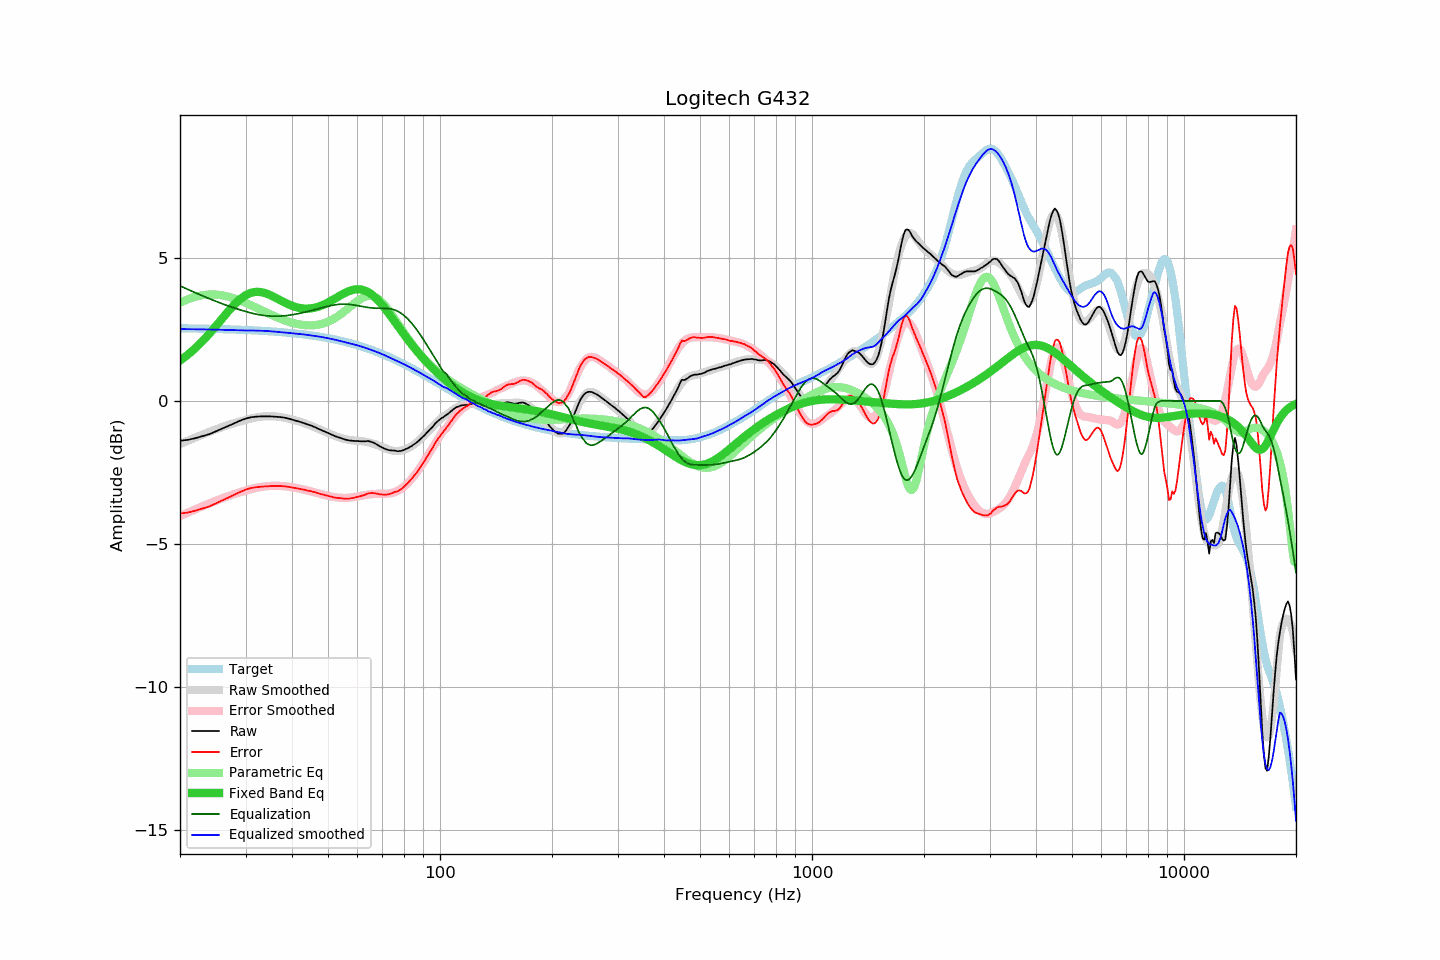 Logitech G432
Amplitude (dBr)
5
0
−5
−10
−15
Target
Raw Smoothed
Error Smoothed
Raw
Error
Parametric Eq
Fixed Band Eq
Equalization
Equalized smoothed
100
1000
10000
Frequency (Hz)